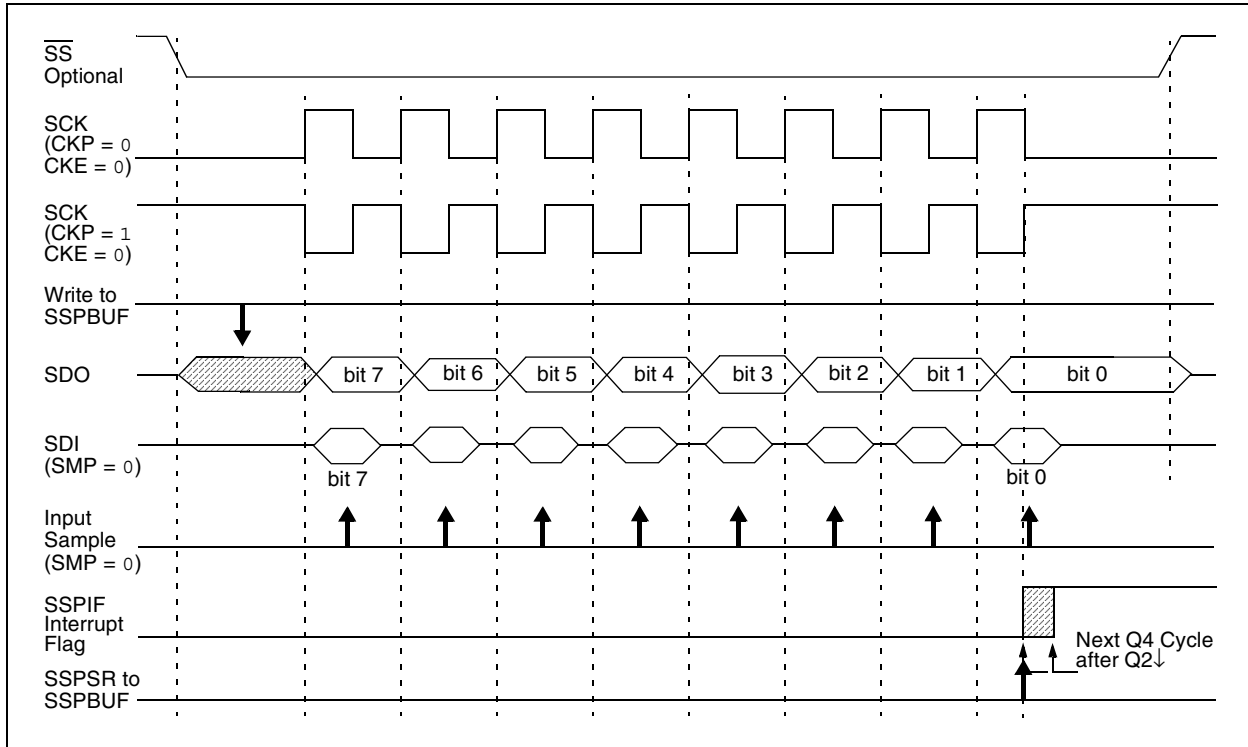 SS
Optional
SCK
(CKP = 0
CKE = 0)
SCK
(CKP = 1
CKE = 0)
Write to
SSPBUF
SDO
bit 7 bit 6 bit 5 bit 4 bit 3 bit 2 bit 1 bit 0
SDI
(SMP = 0)
bit 7 bit 0
Input
Sample
(SMP = 0)
SSPIF
Interrupt
Flag
Next Q4 Cycle
after Q2↓
SSPSR to
SSPBUF